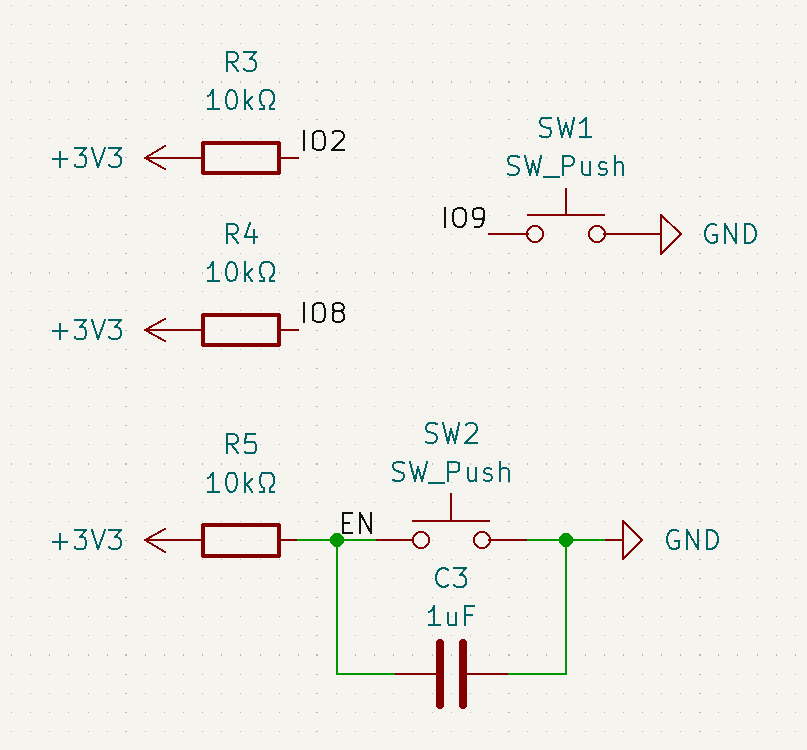 R3
10kΩ
+3V3
IO2
SW1
SW_Push
IO9
GND
R4
10kΩ
+3V3
IO8
R5
10kΩ
+3V3
EN
SW2
SW_Push
GND
C3
1uF